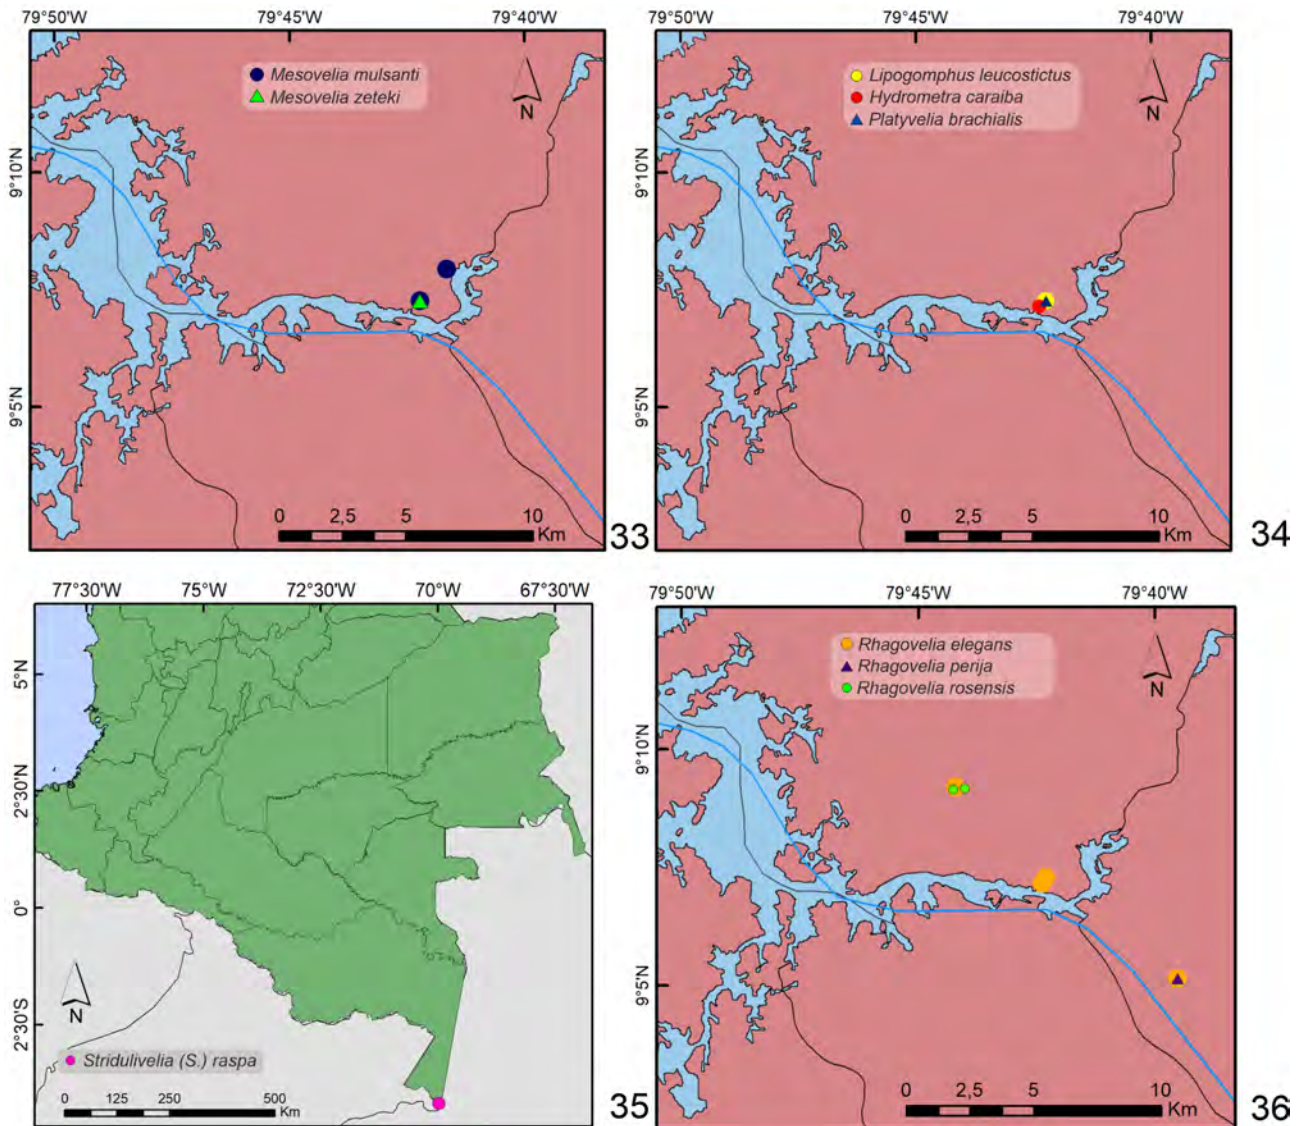 79°50'W 79°45'W 79°40'W
Mesovelia mulsanti
Mesovelia zeteki
N
9°10'N
9°5'N
0 2,5 5 10
Km
33
79°50'W 79°45'W 79°40'W
Lipogomphus leucostictus
Hydrometra caraiba
Platyvelia brachialis
N
9°10'N
9°5'N
0 2,5 5 10
Km
34
77°30'W 75°W 72°30'W 70°W 67°30'W
5°N
2°30'N
0°
2°30'S
N
Stridulivelia (S.) raspa
0 125 250 500
Km
35
79°50'W 79°45'W 79°40'W
Rhagovelia elegans
Rhagovelia perija
Rhagovelia rosensis
N
9°10'N
9°5'N
0 2,5 5 10
Km
36